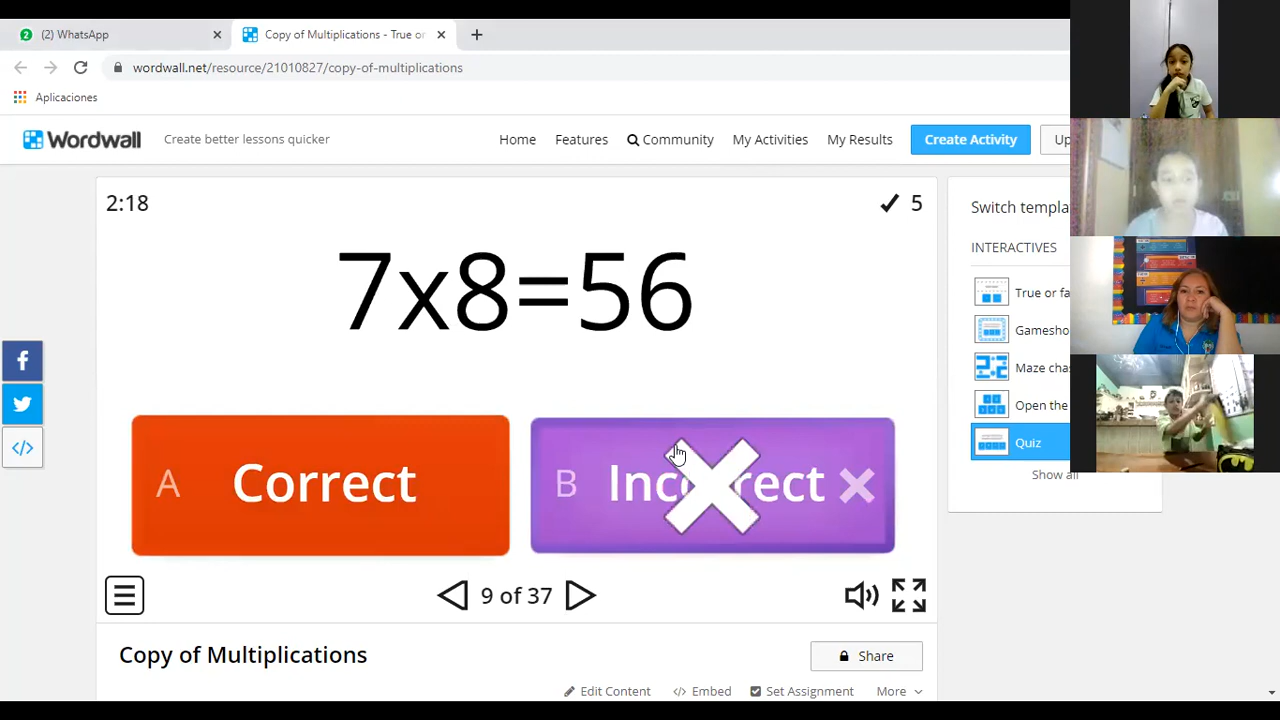 2
(2) WhatsApp
Copy of Multiplications - True or
wordwall.net/resource/21010827/copy-of-multiplications
Aplicaciones
Wordwall
Create better lessons quicker
Home
Features
Community
My Activities
My Results
Create Activity
Up
2:18
5
7x8=56
A Correct
B Incorrect
9 of 37
Switch templa
INTERACTIVES
True or fa
Gamesho
Maze cha
Open the
Quiz
Show all
Copy of Multiplications
Share
Edit Content
Embed
Set Assignment
More